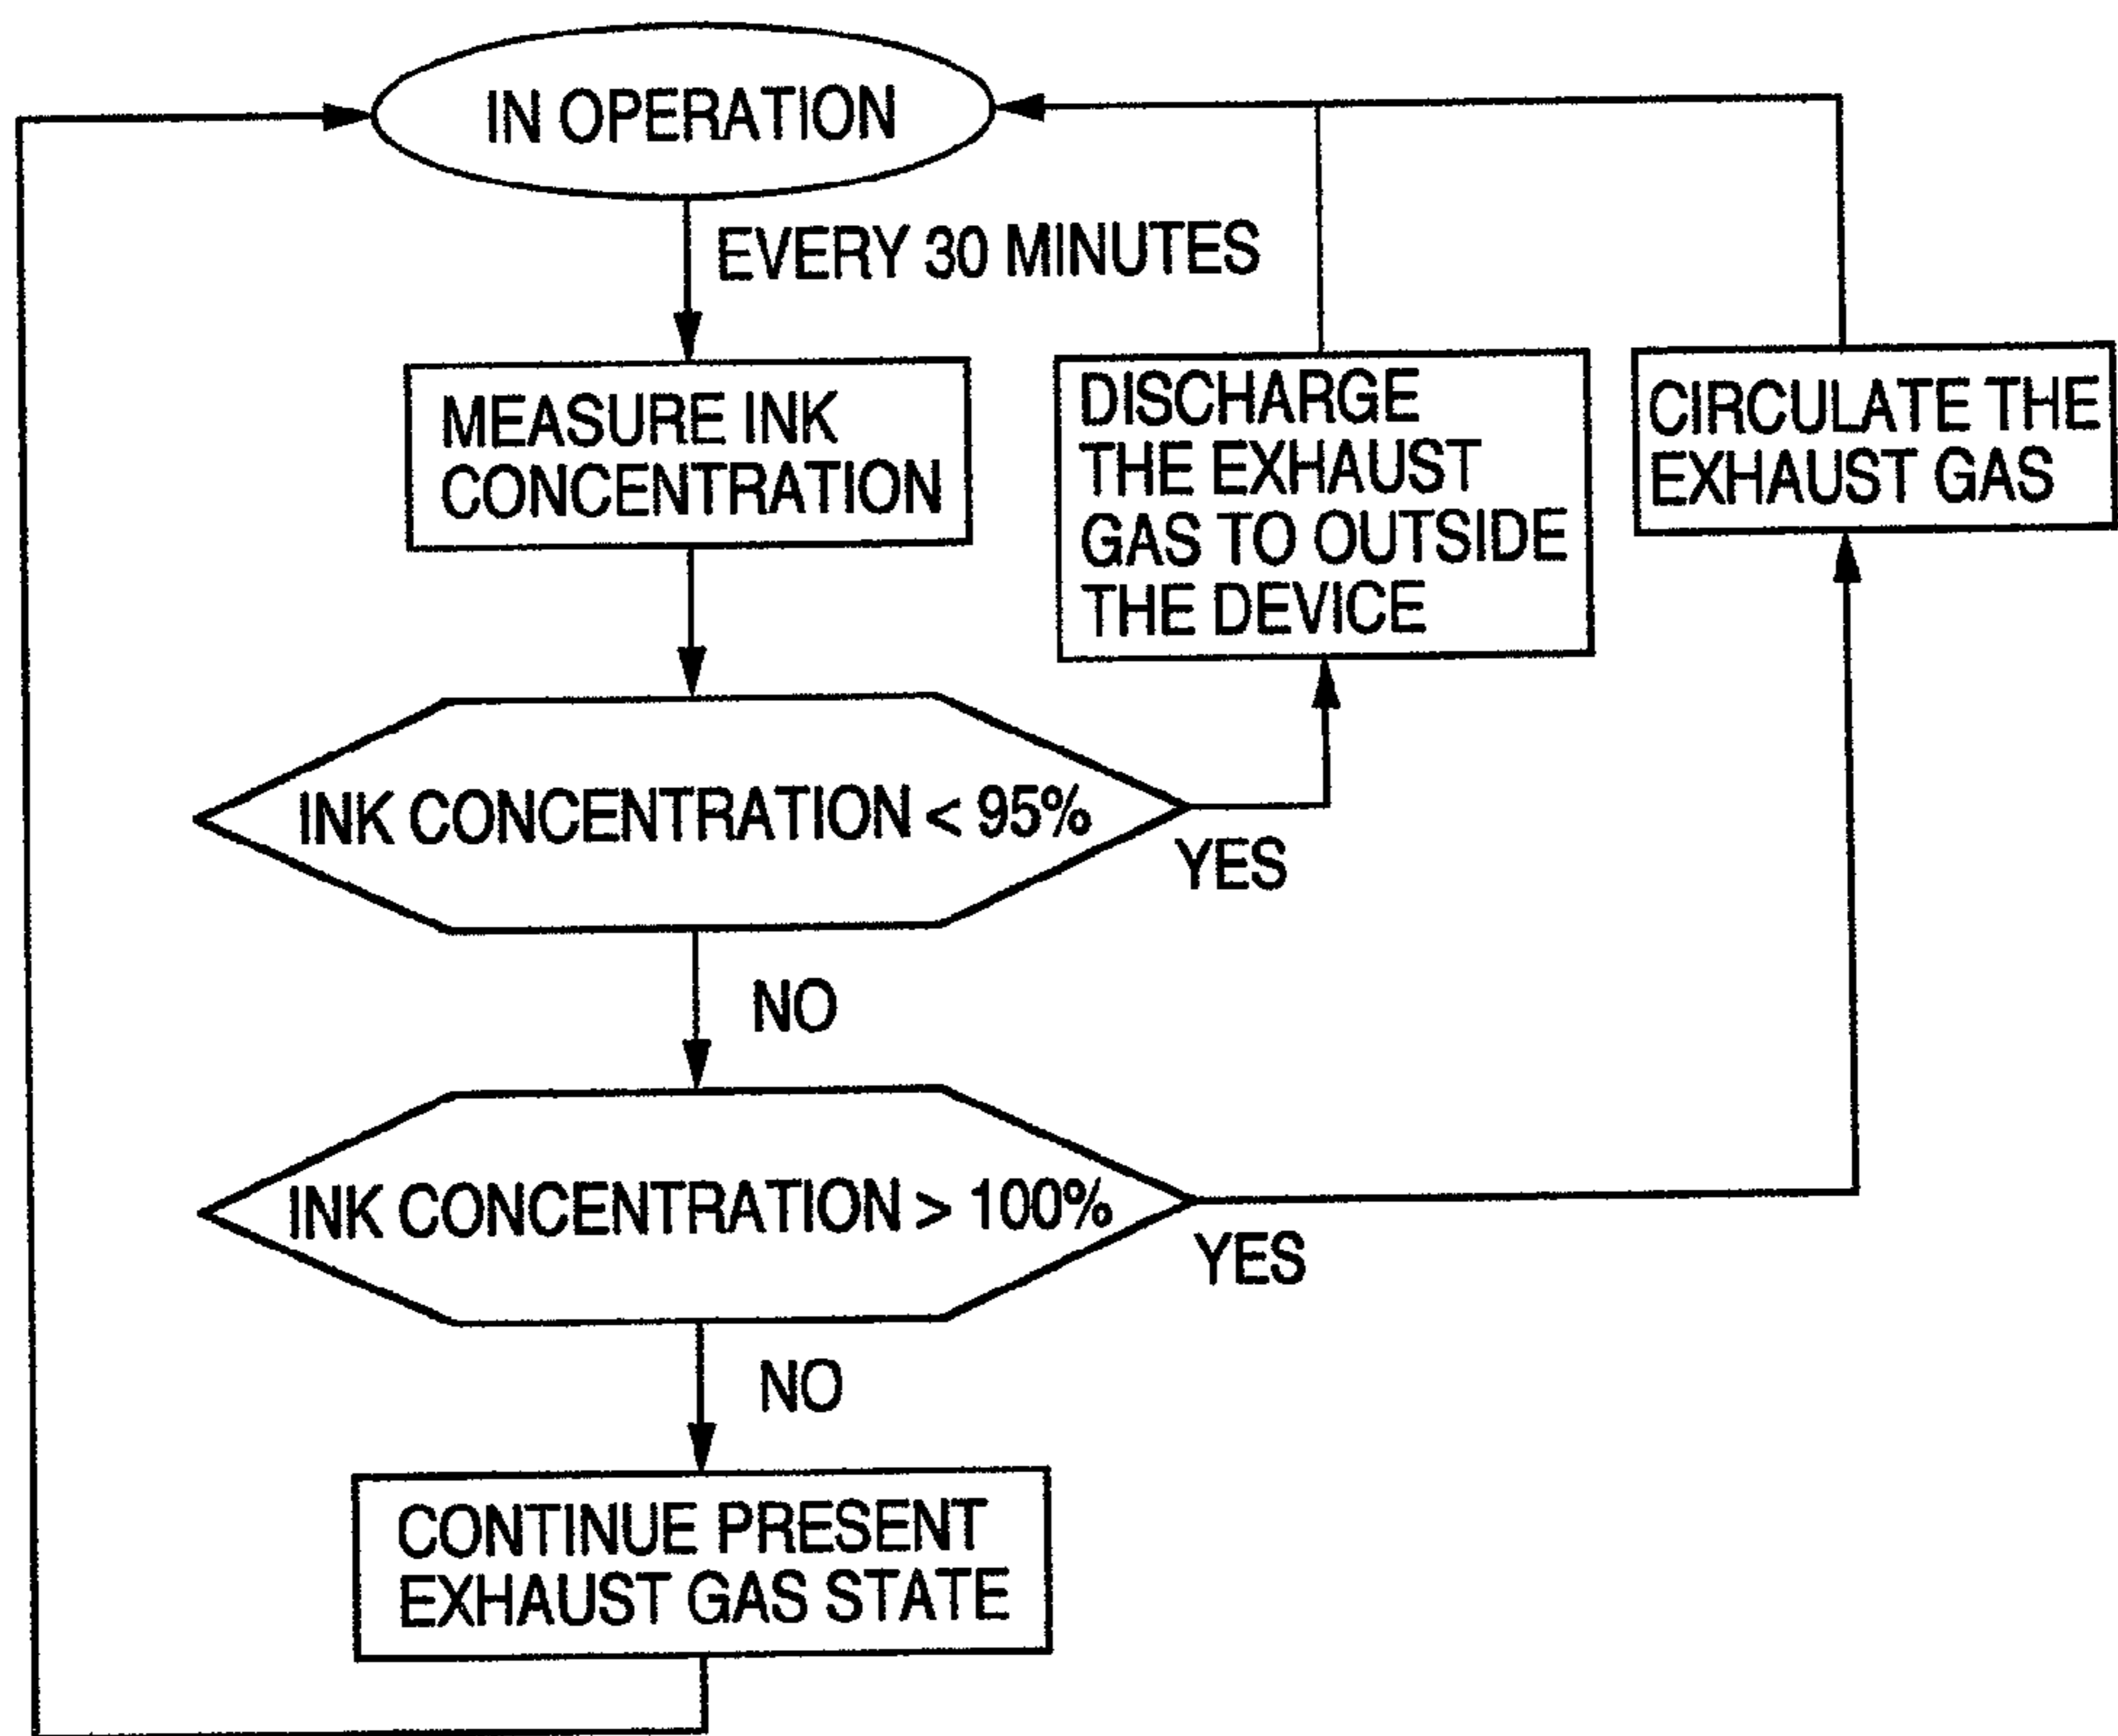 IN OPERATION
EVERY 30 MINUTES
MEASURE INK
CONCENTRATION
DISCHARGE
THE EXHAUST
GAS TO OUTSIDE
THE DEVICE
CIRCULATE THE
EXHAUST GAS
INK CONCENTRATION < 95%
YES
NO
INK CONCENTRATION > 100%
YES
NO
CONTINUE PRESENT
EXHAUST GAS STATE